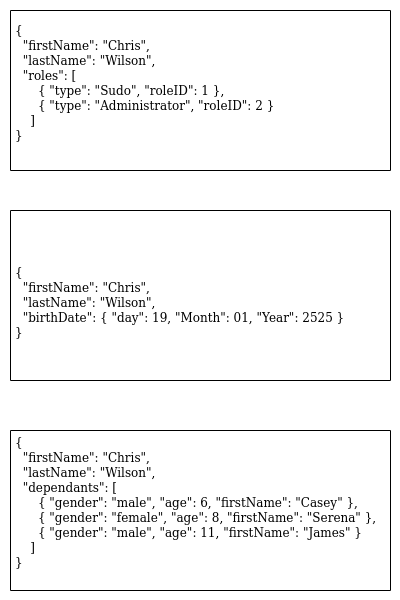 {
  "firstName": "Chris",
  "lastName": "Wilson",
  "roles": [
      { "type": "Sudo", "roleID": 1 },
      { "type": "Administrator", "roleID": 2 }
    ]
}
{
  "firstName": "Chris",
  "lastName": "Wilson",
  "birthDate": { "day": 19, "Month": 01, "Year": 2525 }
}
{
  "firstName": "Chris",
  "lastName": "Wilson",
  "dependants": [
      { "gender": "male", "age": 6, "firstName": "Casey" },
      { "gender": "female", "age": 8, "firstName": "Serena" },
      { "gender": "male", "age": 11, "firstName": "James" }
    ]
}